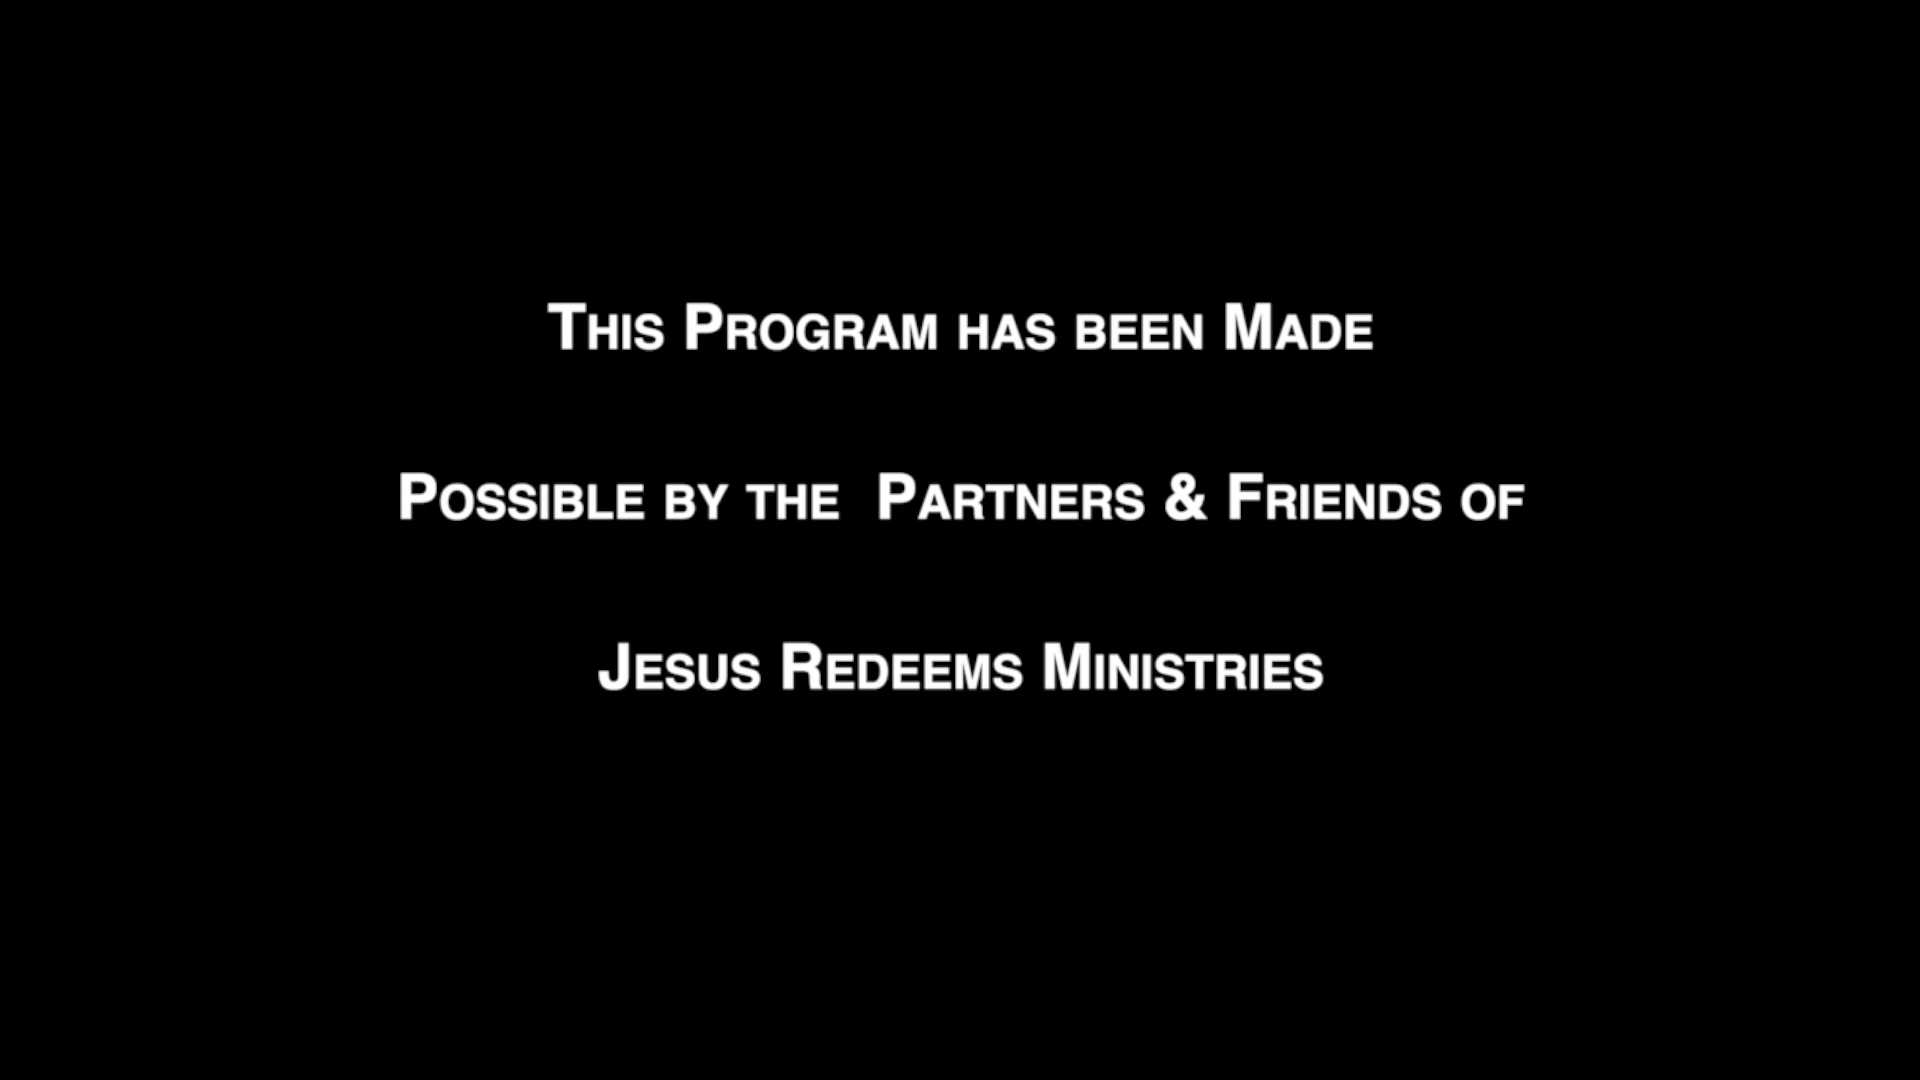 This Program has been Made
Possible by the Partners & Friends of
Jesus Redeems Ministries